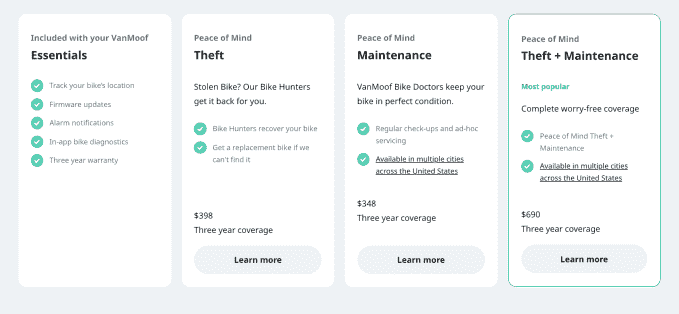 Included with your VanMoof
Essentials
Track your bike's location
Firmware updates
Alarm notifications
In-app bike diagnostics
Three year warranty
Peace of Mind
Theft
Stolen Bike? Our Bike Hunters
get it back for you.
Bike Hunters recover your bike
Get a replacement bike if we
can't find it
$398
Three year coverage
Learn more
Peace of Mind
Maintenance
VanMoof Bike Doctors keep your
bike in perfect condition.
Regular check-ups and ad-hoc
servicing
Available in multiple cities
across the United States
$348
Three year coverage
Learn more
Peace of Mind
Theft + Maintenance
Most popular
Complete worry-free coverage
Peace of Mind Theft +
Maintenance
Available in multiple cities
across the United States
$690
Three year coverage
Learn more